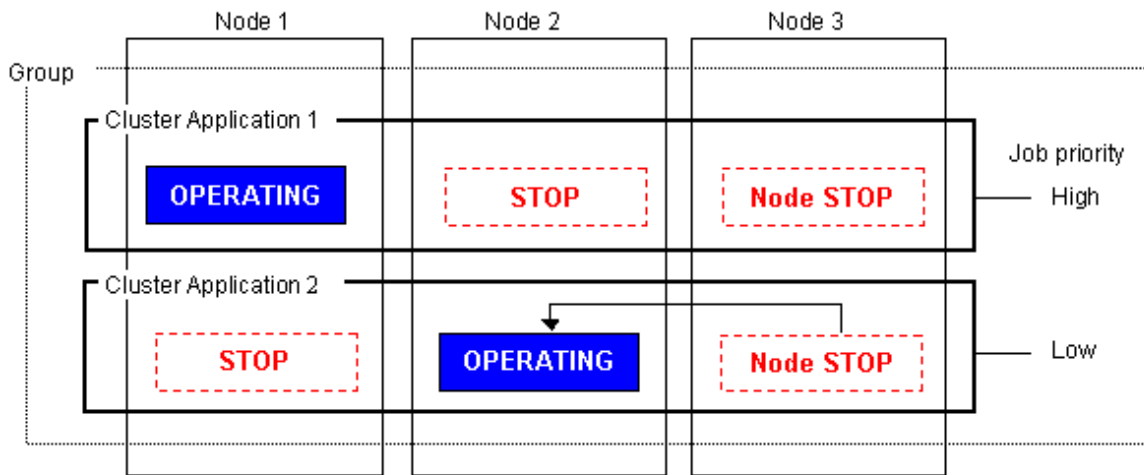 Node 1
Node 2
Node 3
Group
Cluster Application 1
Job priority
OPERATING
STOP
Node STOP
High
Cluster Application 2
STOP
OPERATING
Node STOP
Low